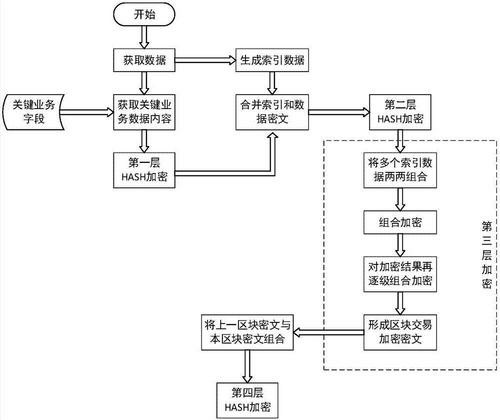 开始
获取数据
生成索引数据
关键业务
字段
获取关键业
务数据内容
合并索引和数
据密文
第二层
HASH加密
第一层
HASH加密
将多个索引数
据两两组合
组合加密
第三层加密
对加密结果再
逐级组合加密
将上一区块密文与
本区块密文组合
形成区块交易
加密密文
第四层
HASH加密